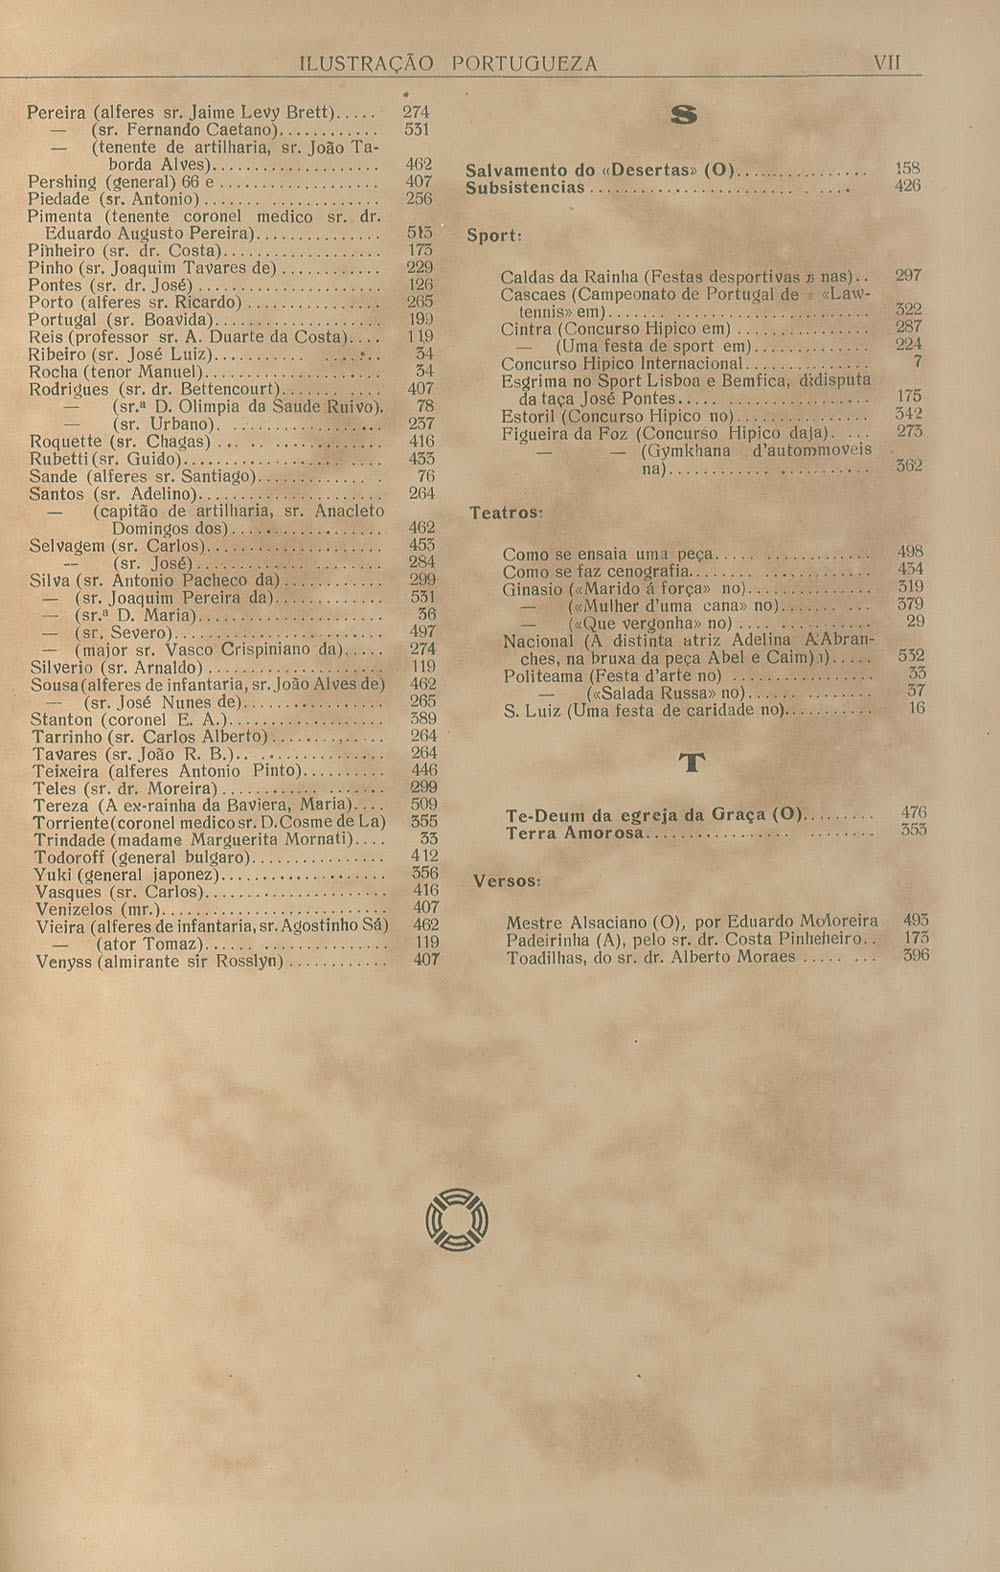 ILUSTRAÇÃO PORTUGUEZA VII
Pereira (alferes sr. Jaime Levy Brett)..... 274
— (sr. Fernando Caetano)............ 531
— (tenente de artilharia, sr. João Ta-
borda Alves)................... 462
Pershing (general) 66 e .................. 407
Piedade (sr. Antonio) .................... 256
Pimenta (tenente coronel medico sr. dr.
Eduardo Augusto Pereira)............... 513
Pinheiro (sr. dr. Costa)................... 173
Pinho (sr. Joaquim Tavares de) ............ 229
Pontes (sr. dr. José) ...................... 126
Porto (alferes sr. Ricardo) ................ 265
Portugal (sr. Boavida)..................... 199
Reis (professor sr. A. Duarte da Costa).... 119
Ribeiro (sr. José Luiz).................... 34
Rocha (tenor Manuel)...................... 34
Rodrigues (sr. dr. Bettencourt)............ 407
— (sr.ª D. Olimpia da Saude Ruivo). 78
— (sr. Urbano).................... 237
Roquette (sr. Chagas) .................... 416
Rubetti (sr. Guido)....................... 433
Sande (alferes sr. Santiago)............... 76
Santos (sr. Adelino)....................... 264
— (capitão de artilharia, sr. Anacleto
Domingos dos)................. 462
Selvagem (sr. Carlos)..................... 453
— (sr. José)..................... 284
Silva (sr. Antonio Pacheco da) ............ 299
— (sr. Joaquim Pereira da)............ 531
— (sr.ª D. Maria)..................... 36
— (sr. Severo)....................... 497
— (major sr. Vasco Crispiniano da)..... 274
Silverio (sr. Arnaldo) .................... 119
Sousa (alferes de infantaria, sr. João Alves de) 462
— (sr. José Nunes de)................ 265
Stanton (coronel E. A.)................... 389
Tarrinho (sr. Carlos Alberto) ............. 264
Tavares (sr. João R. B.).................. 264
Teixeira (alferes Antonio Pinto).......... 446
Teles (sr. dr. Moreira) ................... 299
Tereza (A ex-rainha da Baviera, Maria).... 509
Torriente (coronel medico sr. D. Cosme de La) 355
Trindade (madame Marguerita Mornati).... 33
Todoroff (general bulgaro)................ 412
Yuki (general japonez).................... 356
Vasques (sr. Carlos)...................... 416
Venizelos (mr.)........................... 407
Vieira (alferes de infantaria, sr. Agostinho Sá) 462
— (ator Tomaz)..................... 119
Venyss (almirante sir Rosslyn) ............ 407
S
Salvamento do «Desertas» (O)................ 158
Subsistencias ............................ 426
Sport:
Caldas da Rainha (Festas desportivas nas).. 297
Cascaes (Campeonato de Portugal de «Law-
tennis» em)......................... 322
Cintra (Concurso Hipico em) ............... 287
— (Uma festa de sport em).............. 224
Concurso Hipico Internacional.............. 7
Esgrima no Sport Lisboa e Bemfica, disputa
da taça José Pontes..................... 175
Estoril (Concurso Hipico no)............... 342
Figueira da Foz (Concurso Hipico da). ... 273
— — (Gymkhana d'automoveis
na)...................... 362
Teatros:
Como se ensaia uma peça.................. 498
Como se faz cenografia.................... 434
Ginasio («Marido á força» no).............. 319
— («Mulher d'uma cana» no).......... 379
— («Que vergonha» no) .............. 29
Nacional (A distinta atriz Adelina Abran-
ches, na bruxa da peça Abel e Caim)..... 532
Politeama (Festa d'arte no) ............... 33
— («Salada Russa» no).............. 37
S. Luiz (Uma festa de caridade no)........... 16
T
Te-Deum da egreja da Graça (O)......... 476
Terra Amorosa.......................... 353
Versos:
Mestre Alsaciano (O), por Eduardo Moreira 493
Padeirinha (A), pelo sr. dr. Costa Pinheiro.. 173
Toadilhas, do sr. dr. Alberto Moraes ........ 396